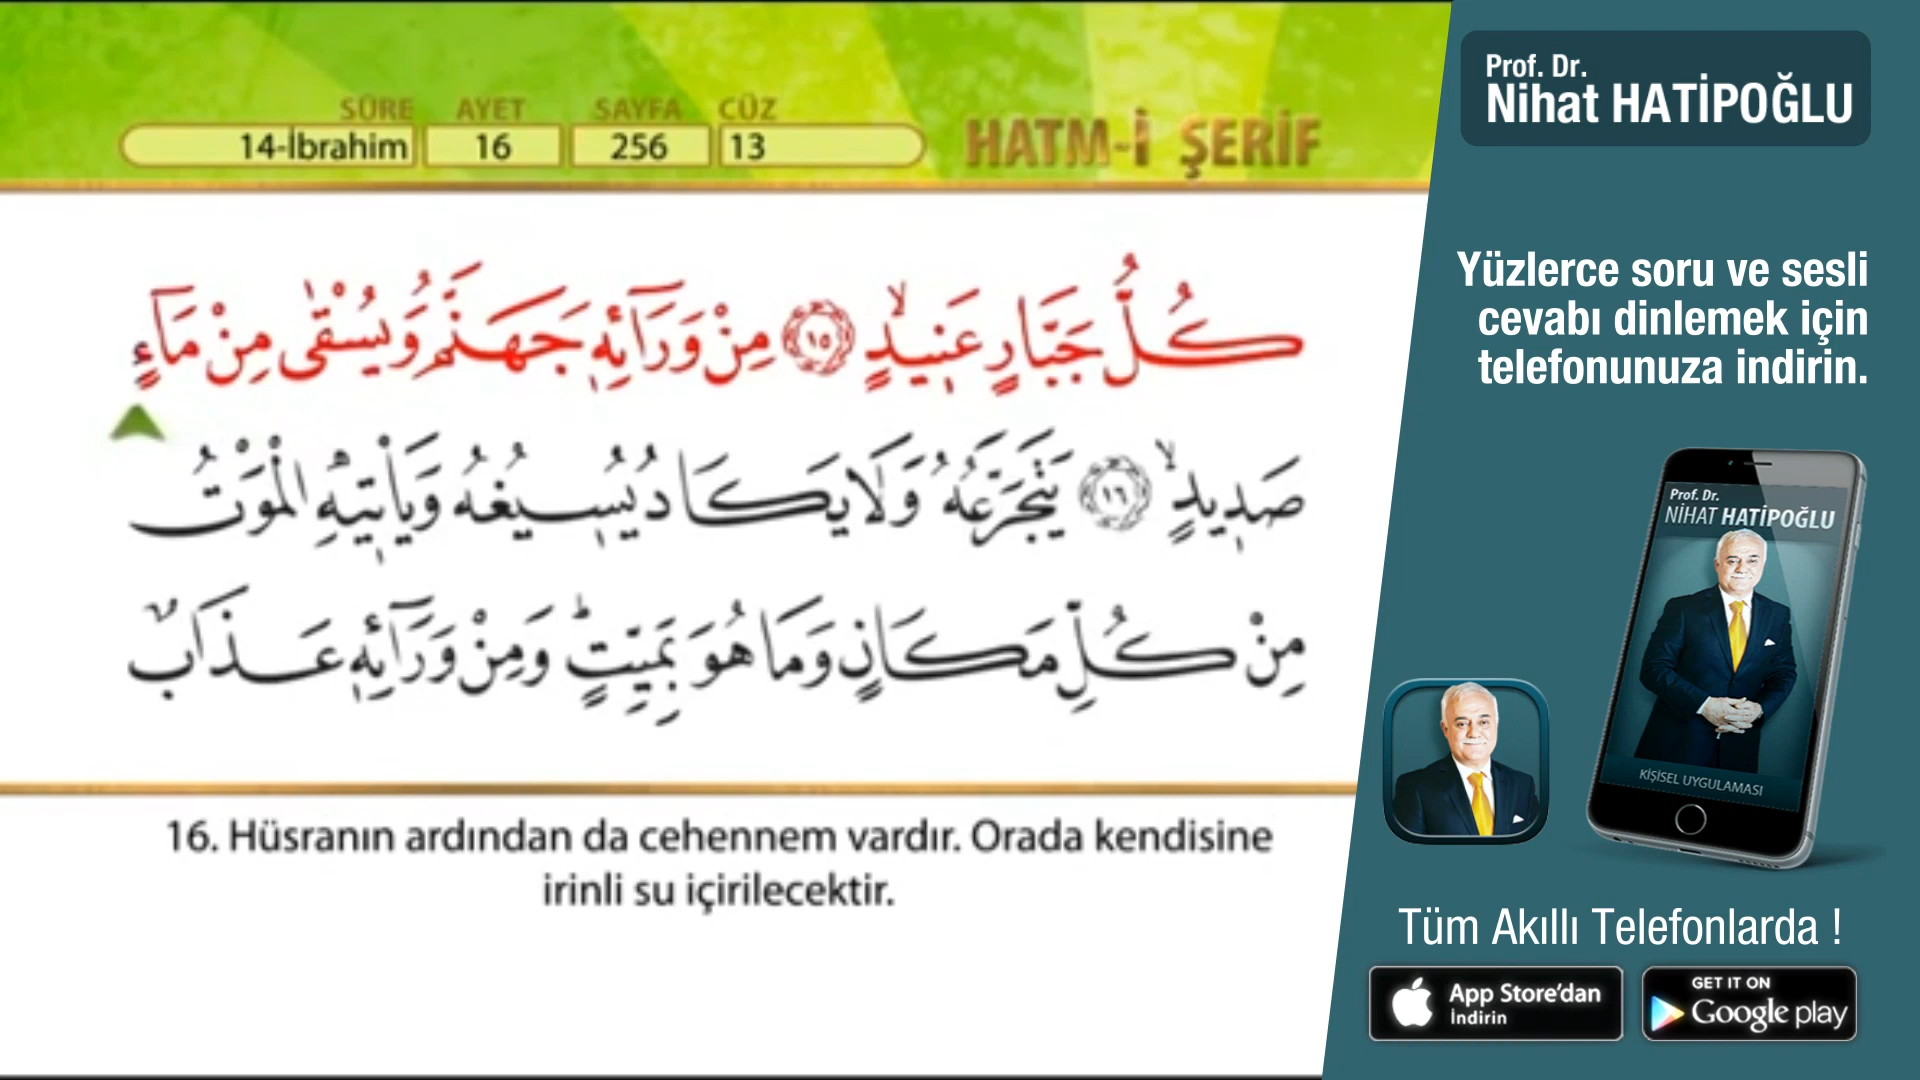 SÛRE AYET SAYFA CÜZ
14-İbrahim 16 256 13
HATM-İ ŞERİF
كُلُّ جَبَّارٍ عَنٖيدٍۙ ﴿١٥﴾ مِنْ وَرَٓائِهٖ جَهَنَّمُ وَيُسْقٰى مِنْ مَٓاءٍ
صَدٖيدٍۙ ﴿١٦﴾ يَتَجَرَّعُهُ وَلَا يَكَادُ يُسٖيغُهُ وَيَأْتٖيهِ الْمَوْتُ
مِنْ كُلِّ مَكَانٍ وَمَا هُوَ بِمَيِّتٍؕ وَمِنْ وَرَٓائِهٖ عَذَابٌ
16. Hüsranın ardından da cehennem vardır. Orada kendisine
irinli su içirilecektir.
Prof. Dr.
Nihat HATİPOĞLU
Yüzlerce soru ve sesli
cevabı dinlemek için
telefonunuza indirin.
Prof. Dr.
NİHAT HATİPOĞLU
KİŞİSEL UYGULAMASI
Tüm Akıllı Telefonlarda !
App Store'dan
İndirin
GET IT ON
Google play